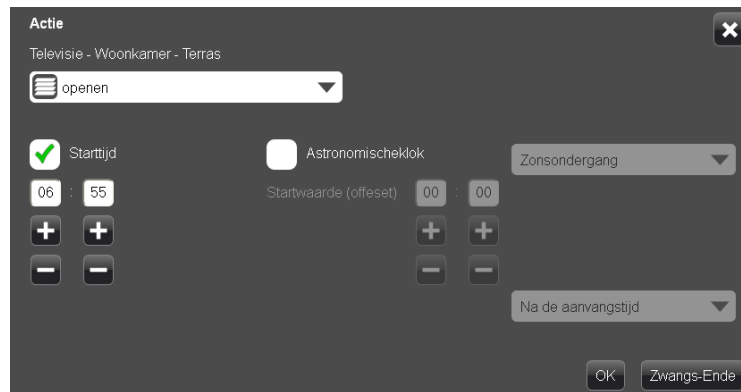 Actie
Televisie - Woonkamer - Terras
openen
Starttijd
Astronomischeklok
Zonsondergang
06 : 55
Startwaarde (offeset) 00 : 00
Na de aanvangstijd
OK
Zwangs-Ende